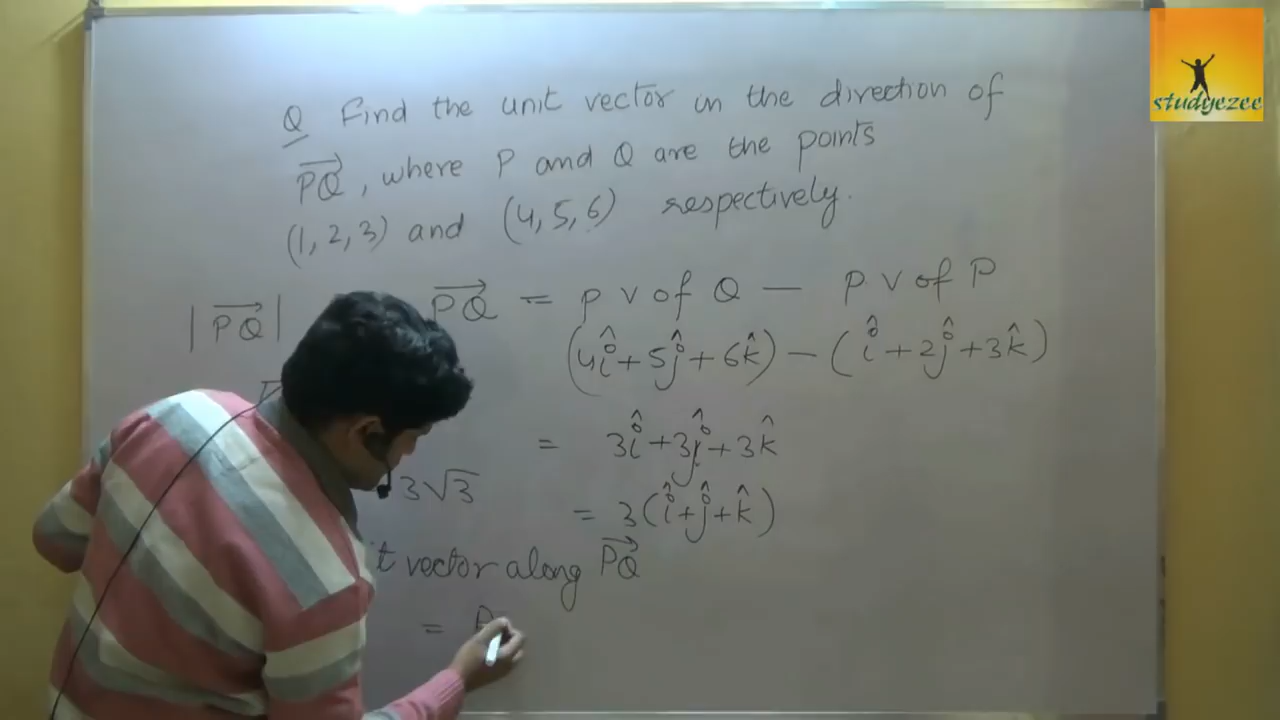 Q Find the unit vector in the direction of
PQ⃗, where P and Q are the points
(1, 2, 3) and (4, 5, 6) respectively.
|PQ⃗|
PQ⃗ = P V of Q — P V of P
(4î + 5ĵ + 6k̂) — (î + 2ĵ + 3k̂)
= 3î + 3ĵ + 3k̂
3√3
= 3(î + ĵ + k̂)
vector along PQ⃗
=
studyezee